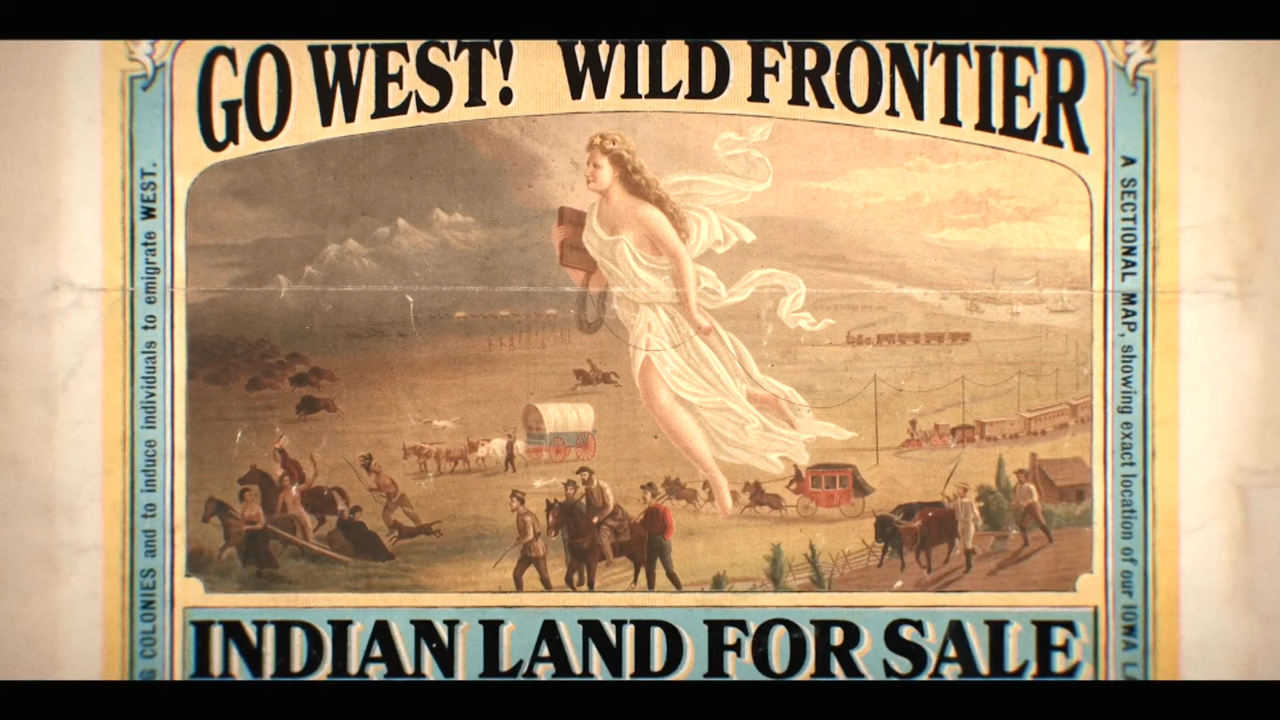 GO WEST! WILD FRONTIER
COLONIES and to induce individuals to emigrate WEST.
A SECTIONAL MAP, showing exact location of our IOWA
INDIAN LAND FOR SALE